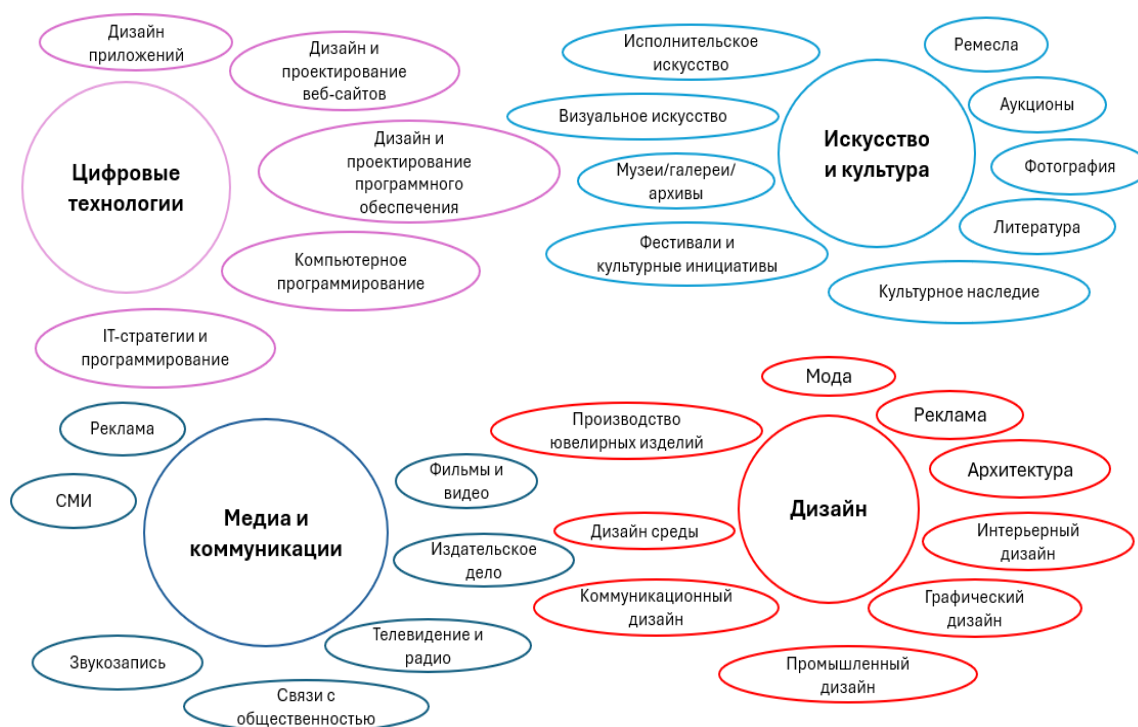 Дизайн
приложений
Дизайн и
проектирование
веб-сайтов
Цифровые
технологии
Дизайн и
проектирование
программного
обеспечения
Компьютерное
программирование
IT-стратегии и
программирование
Исполнительское
искусство
Ремесла
Визуальное искусство
Аукционы
Искусство
и культура
Музеи/галереи/
архивы
Фотография
Фестивали и
культурные инициативы
Литература
Культурное наследие
Реклама
СМИ
Медиа и
коммуникации
Фильмы и
видео
Издательское
дело
Телевидение и
радио
Звукозапись
Связи с
общественностью
Мода
Производство
ювелирных изделий
Реклама
Архитектура
Дизайн
Дизайн среды
Интерьерный
дизайн
Коммуникационный
дизайн
Графический
дизайн
Промышленный
дизайн